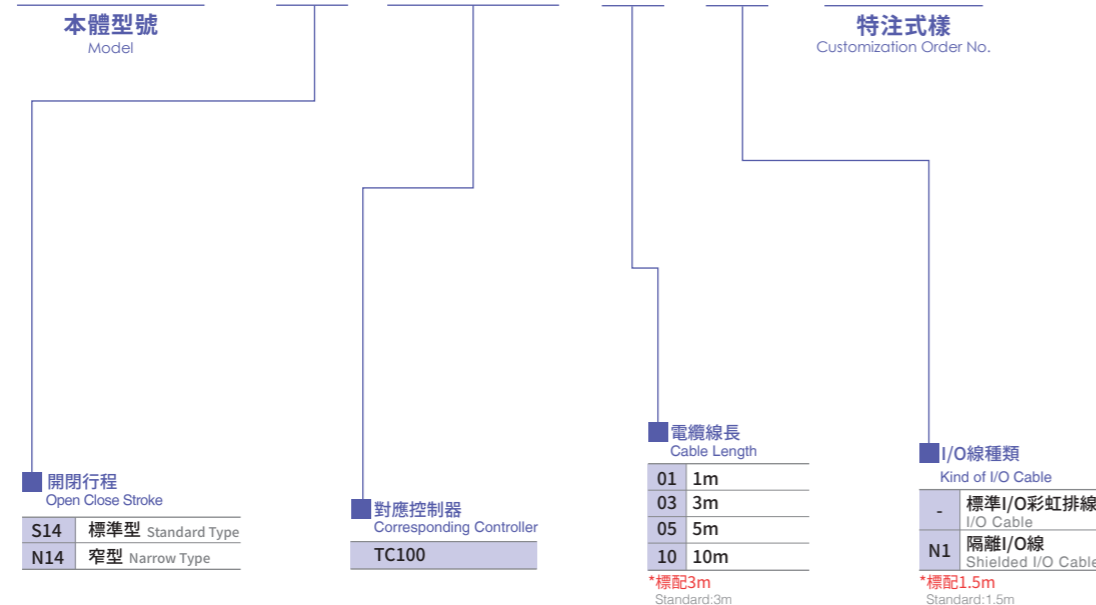 本體型號
Model
特注式樣
Customization Order No.
開閉行程
Open Close Stroke
S14 標準型 Standard Type
N14 窄型 Narrow Type
對應控制器
Corresponding Controller
TC100
電纜線長
Cable Length
01 1m
03 3m
05 5m
10 10m
*標配3m
Standard:3m
I/O線種類
Kind of I/O Cable
- 標準I/O彩虹排線
I/O Cable
N1 隔離I/O線
Shielded I/O Cable
*標配1.5m
Standard:1.5m